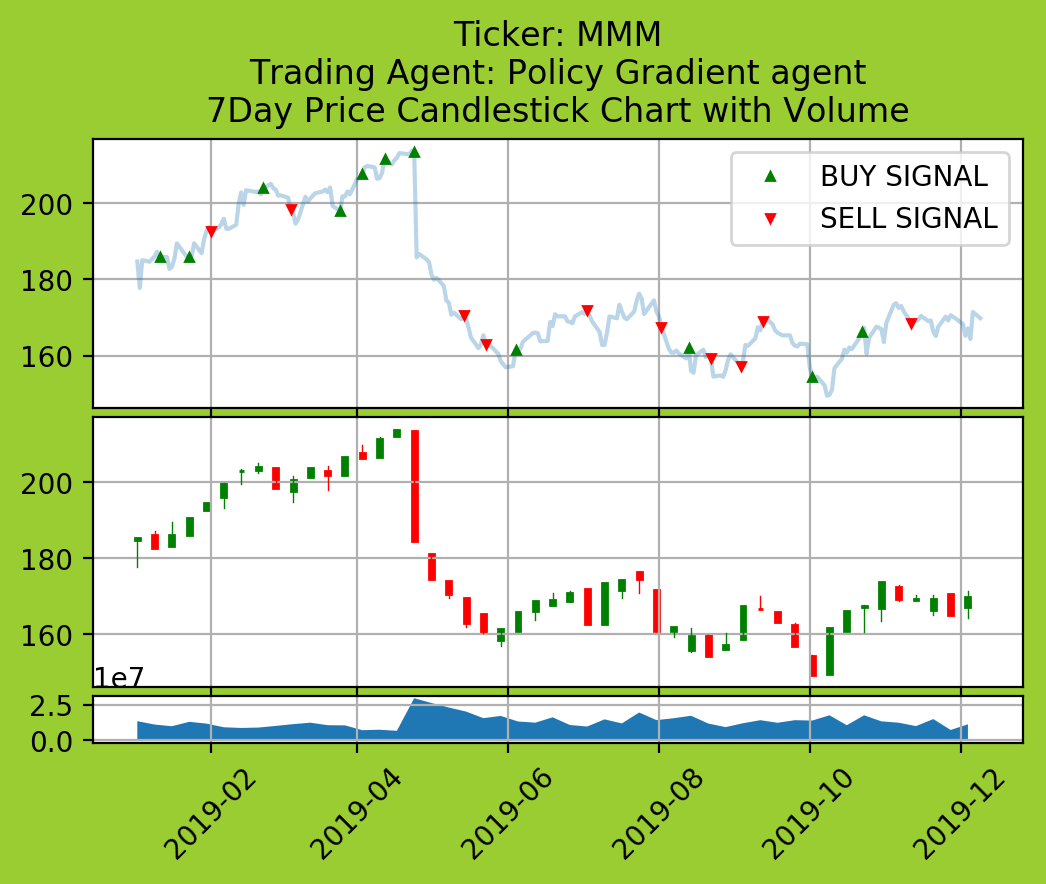 Ticker: MMM
Trading Agent: Policy Gradient agent
7Day Price Candlestick Chart with Volume
BUY SIGNAL
SELL SIGNAL
200
180
160
200
180
160
1e7
2.5
0.0
2019-02
2019-04
2019-06
2019-08
2019-10
2019-12